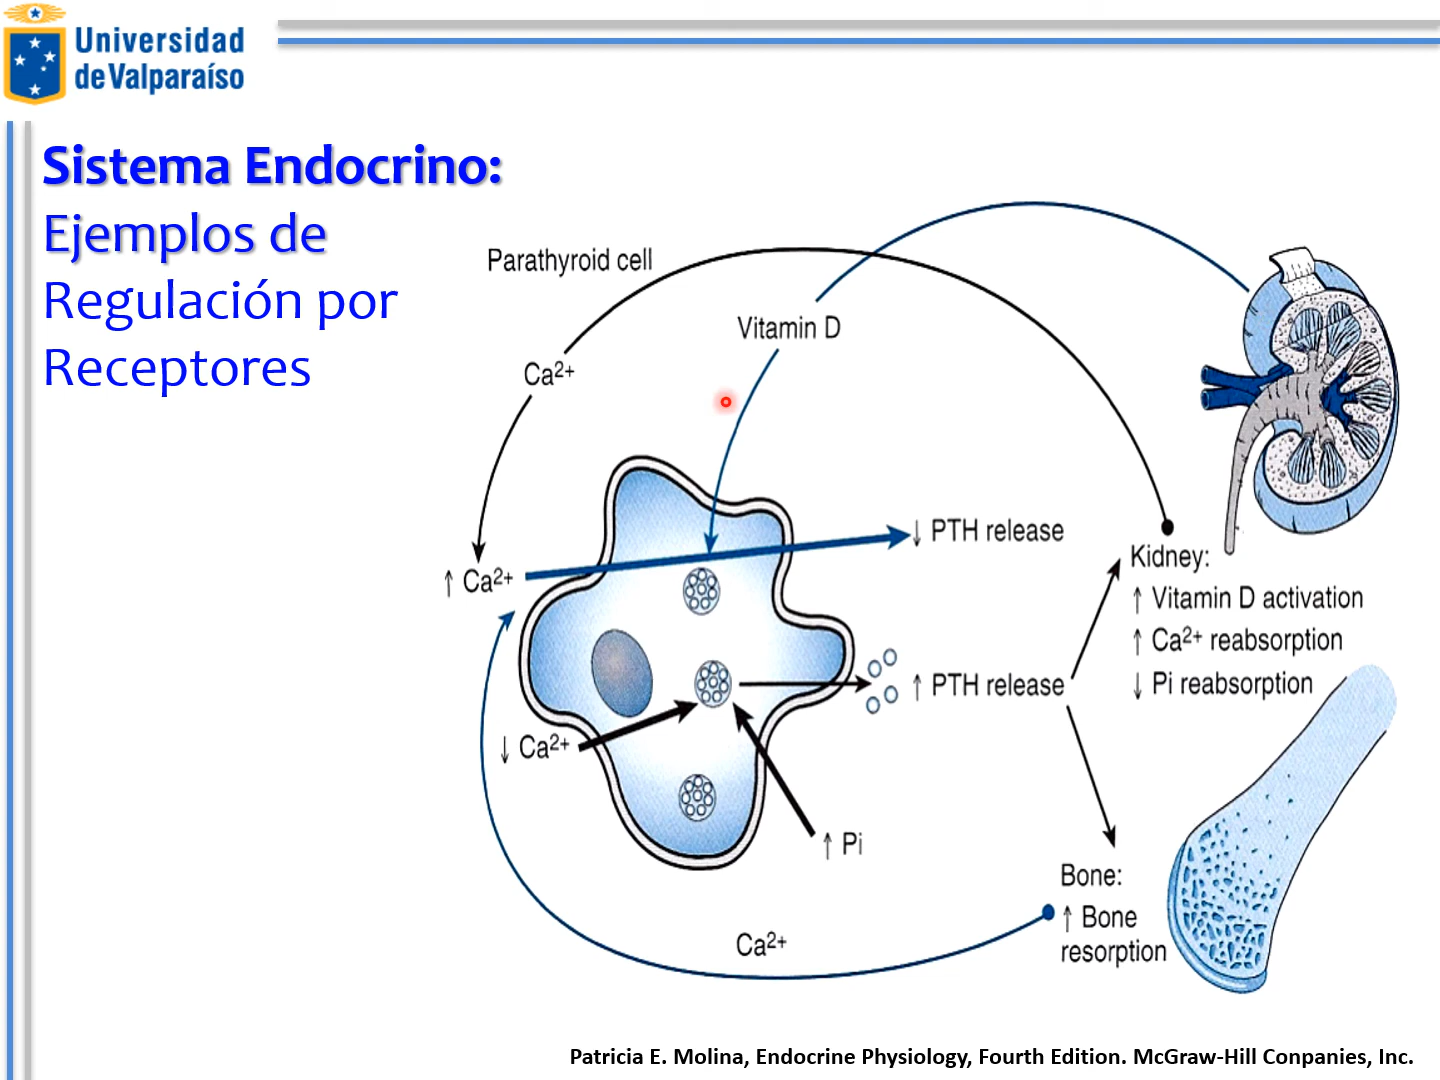 Universidad
de Valparaíso
Sistema Endocrino:
Ejemplos de
Regulación por
Receptores
Parathyroid cell
Vitamin D
Ca2+
↑ Ca2+
↓ PTH release
Kidney:
↑ Vitamin D activation
↑ Ca2+ reabsorption
↓ Pi reabsorption
↑ PTH release
↓ Ca2+
↑ Pi
Bone:
↑ Bone
resorption
Ca2+
Patricia E. Molina, Endocrine Physiology, Fourth Edition. McGraw-Hill Conpanies, Inc.